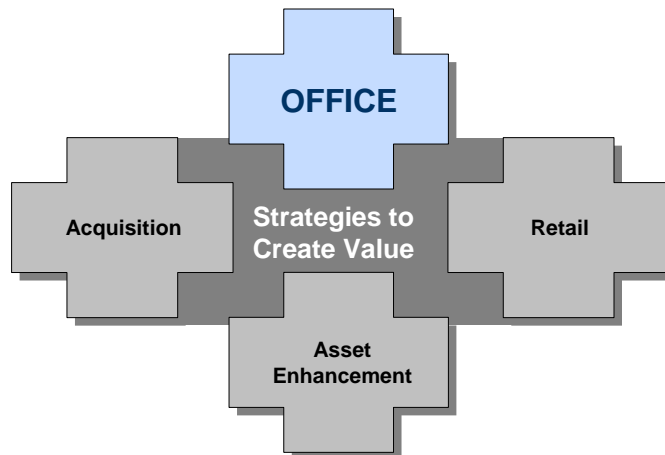 OFFICE
Acquisition
Strategies to
Create Value
Retail
Asset
Enhancement